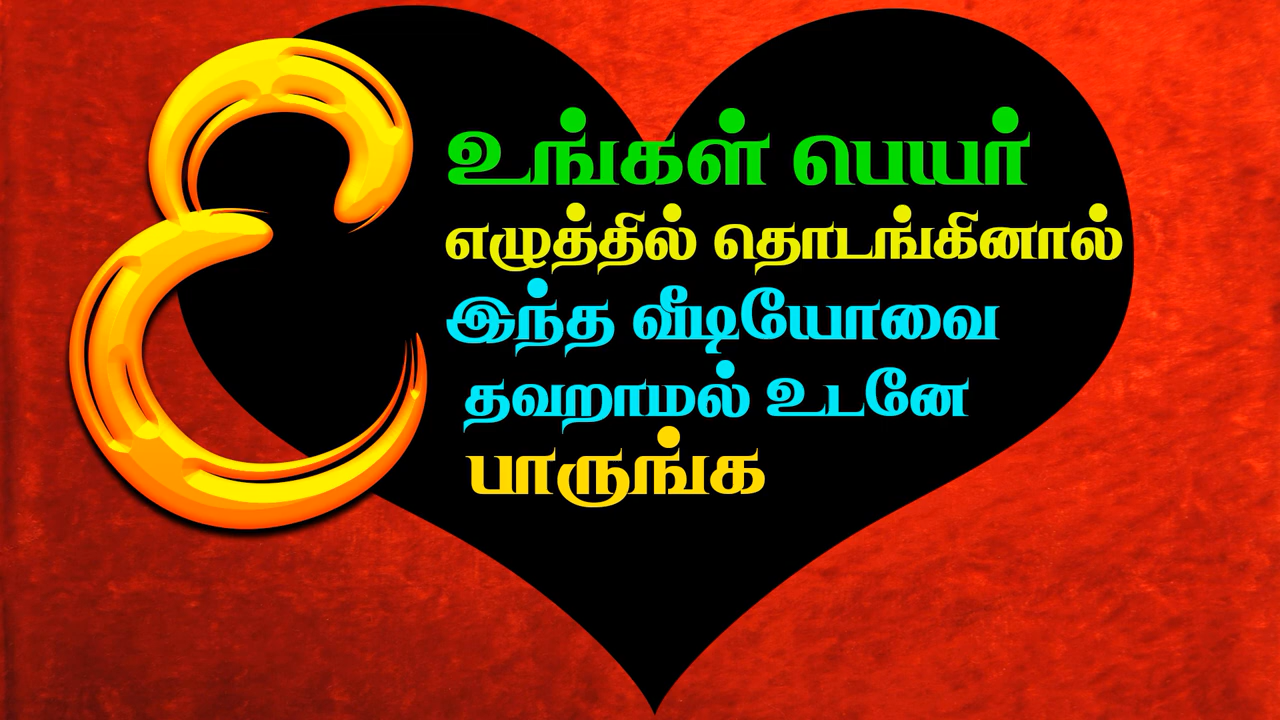 E
உங்கள் பெயர்
எழுத்தில் தொடங்கினால்
இந்த வீடியோவை
தவறாமல் உடனே
பாருங்க